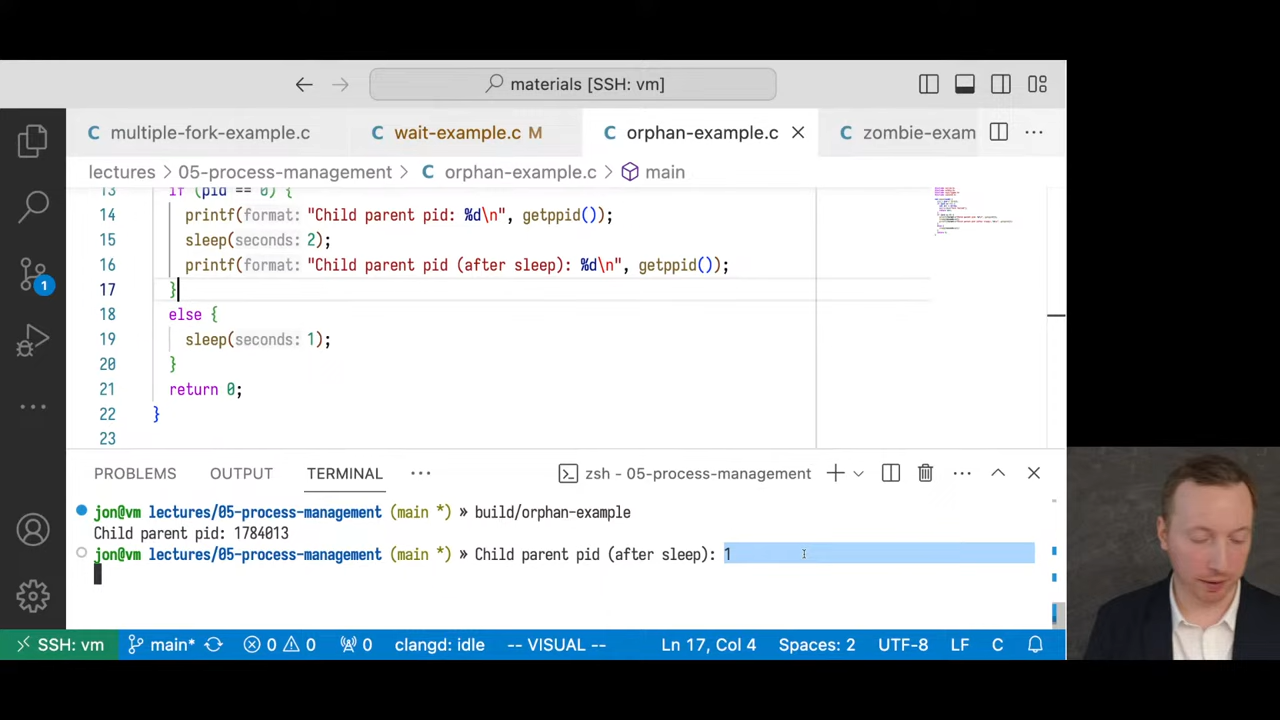 materials [SSH: vm]
C multiple-fork-example.c C wait-example.c M C orphan-example.c C zombie-exam
lectures > 05-process-management > C orphan-example.c > main
13 if (pid == 0) {
14 printf(format: "Child parent pid: %d\n", getppid());
15 sleep(seconds: 2);
16 printf(format: "Child parent pid (after sleep): %d\n", getppid());
17 }
18 else {
19 sleep(seconds: 1);
20 }
21 return 0;
22 }
23
1
PROBLEMS OUTPUT TERMINAL ... zsh - 05-process-management
jon@vm lectures/05-process-management (main *) » build/orphan-example
Child parent pid: 1784013
jon@vm lectures/05-process-management (main *) » Child parent pid (after sleep): 1
SSH: vm main* 0 0 0 clangd: idle -- VISUAL -- Ln 17, Col 4 Spaces: 2 UTF-8 LF C